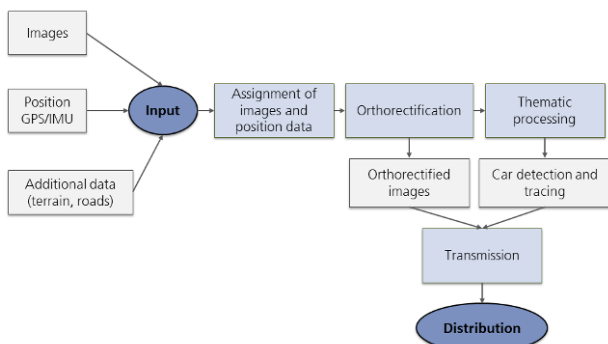 Images
Position
GPS/IMU
Additional data
(terrain, roads)
Input
Assignment of
images and
position data
Orthorectification
Thematic
processing
Orthorectified
images
Car detection and
tracing
Transmission
Distribution